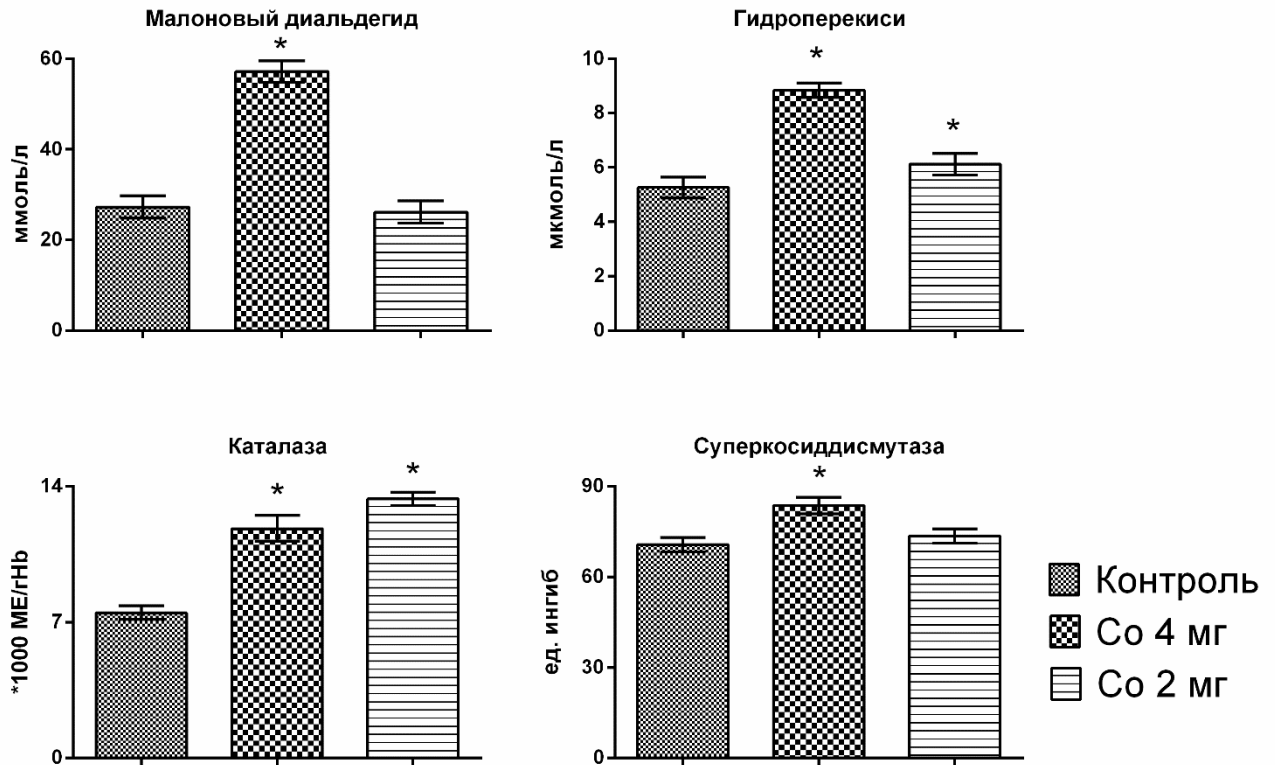 Малоновый диальдегид
*
60
40
20
0
ммоль/л
Гидроперекиси
*
*
10
8
6
4
2
0
мкмоль/л
Каталаза
*
*
14
7
0
*1000 МЕ/гHb
Суперкосиддисмутаза
*
90
60
30
0
ед. ингиб
Контроль
Co 4 мг
Co 2 мг